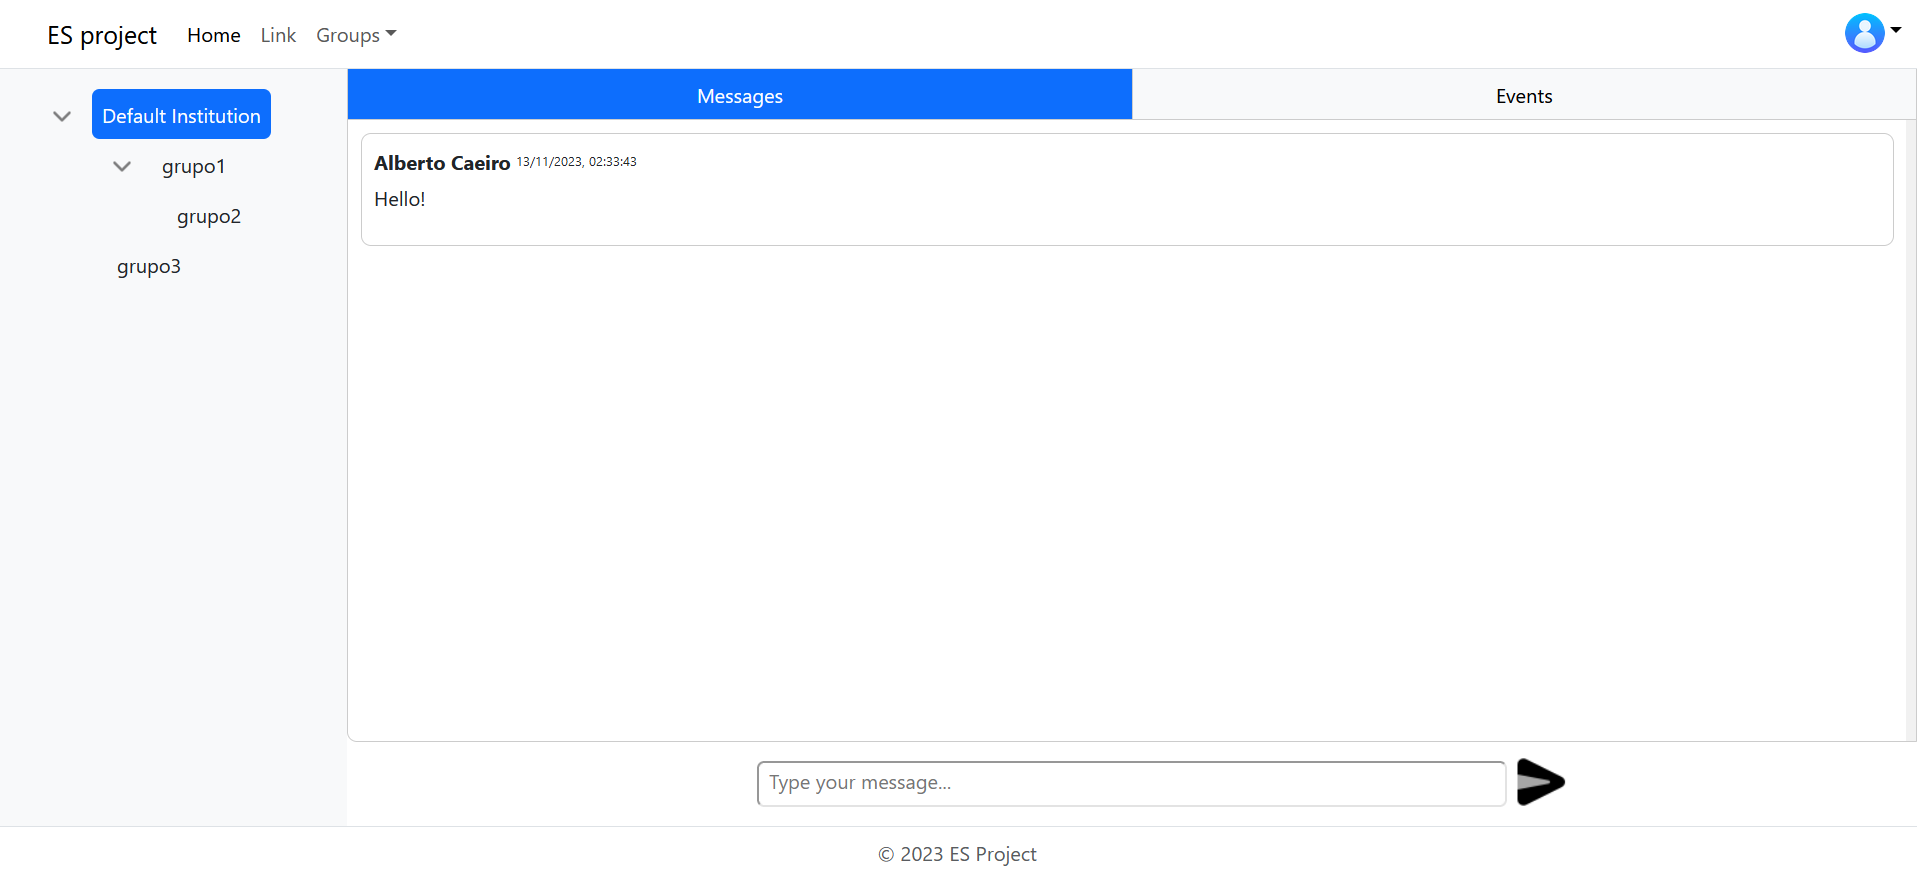 ES project Home Link Groups
Default Institution
grupo1
grupo2
grupo3
Messages Events
Alberto Caeiro 13/11/2023, 02:33:43
Hello!
Type your message...
© 2023 ES Project